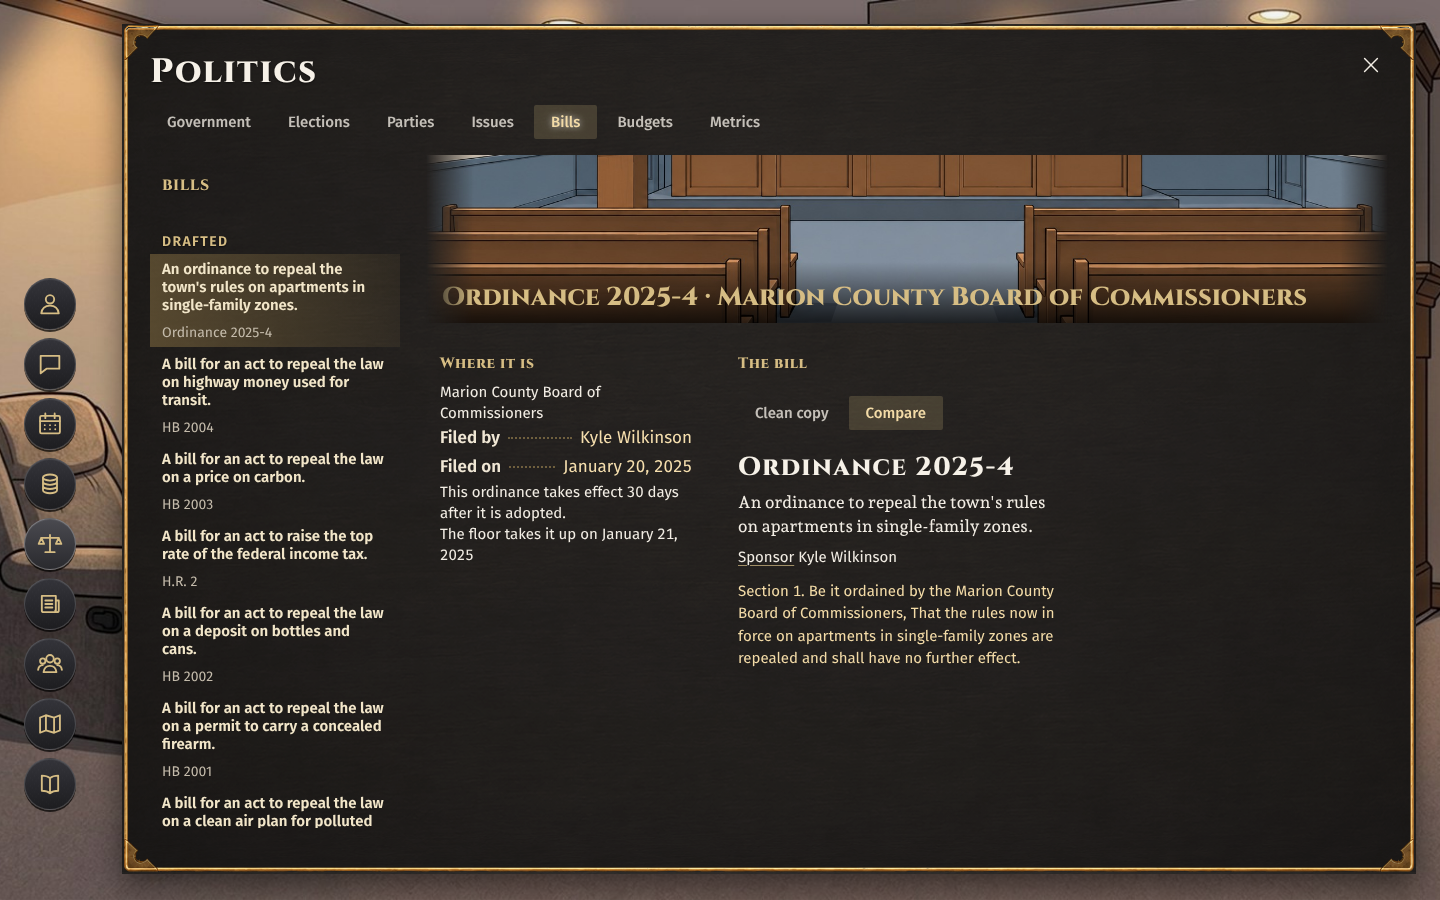 Politics
Government Elections Parties Issues Bills Budgets Metrics
BILLS
DRAFTED
An ordinance to repeal the
town's rules on apartments in
single-family zones.
Ordinance 2025-4
A bill for an act to repeal the law
on highway money used for
transit.
HB 2004
A bill for an act to repeal the law
on a price on carbon.
HB 2003
A bill for an act to raise the top
rate of the federal income tax.
H.R. 2
A bill for an act to repeal the law
on a deposit on bottles and
cans.
HB 2002
A bill for an act to repeal the law
on a permit to carry a concealed
firearm.
HB 2001
A bill for an act to repeal the law
on a clean air plan for polluted
Ordinance 2025-4 · Marion County Board of Commissioners
Where it is
Marion County Board of
Commissioners
Filed by Kyle Wilkinson
Filed on January 20, 2025
This ordinance takes effect 30 days
after it is adopted.
The floor takes it up on January 21,
2025
The bill
Clean copy Compare
Ordinance 2025-4
An ordinance to repeal the town's rules
on apartments in single-family zones.
Sponsor Kyle Wilkinson
Section 1. Be it ordained by the Marion County
Board of Commissioners, That the rules now in
force on apartments in single-family zones are
repealed and shall have no further effect.